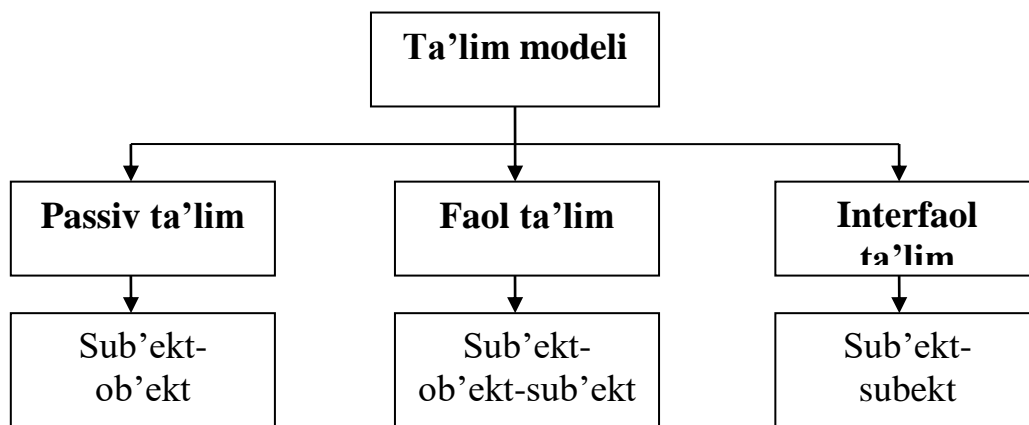 Ta’lim modeli
Passiv ta’lim
Faol ta’lim
Interfaol
ta’lim
Sub’ekt-
ob’ekt
Sub’ekt-
ob’ekt-sub’ekt
Sub’ekt-
subekt